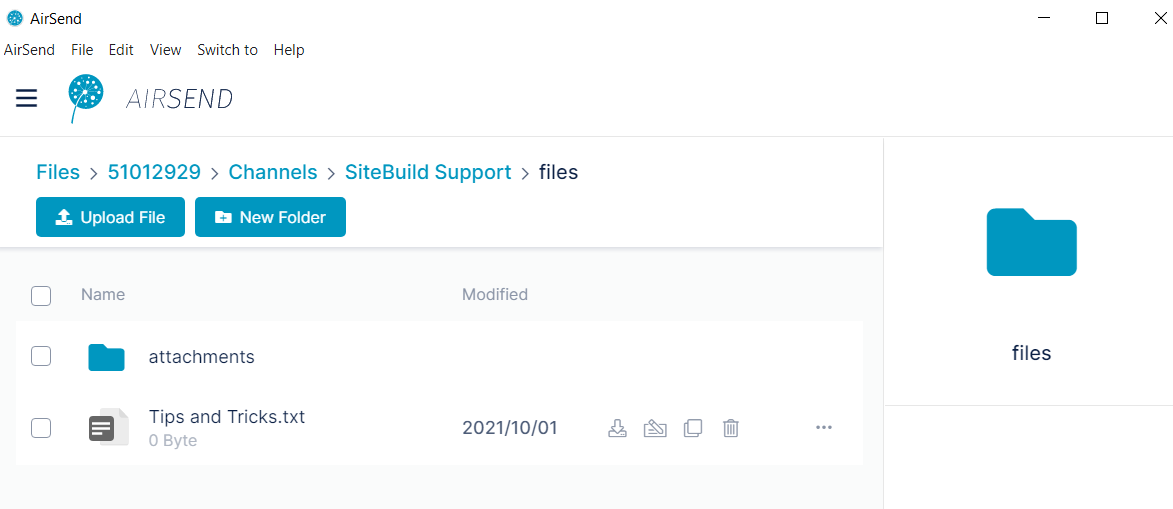 AirSend
AirSend File Edit View Switch to Help
AIRSEND
Files > 51012929 > Channels > SiteBuild Support > files
Upload File New Folder
Name Modified
attachments
Tips and Tricks.txt 2021/10/01 ...
0 Byte
files